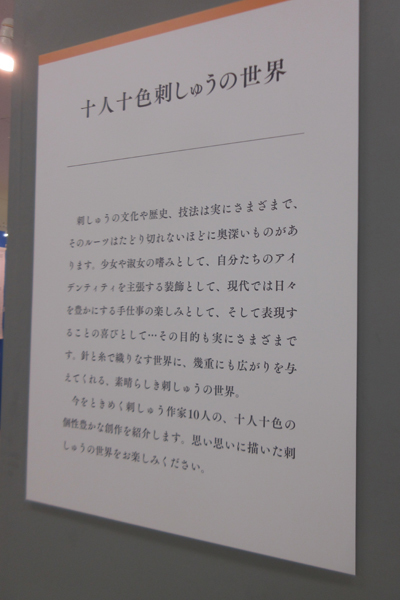 十人十色刺しゅうの世界
刺しゅうの文化や歴史、技法は実にさまざまで、
そのルーツはたどり切れないほどに奥深いものがあ
ります。少女や淑女の嗜みとして、自分たちのアイ
デンティティを主張する装飾として、現代では日々
を豊かにする手仕事の楽しみとして、そして表現す
ることの喜びとして…その目的も実にさまざまで
す。針と糸で織りなす世界に、幾重にも広がりを与
えてくれる、素晴らしき刺しゅうの世界。
今をときめく刺しゅう作家10人の、十人十色の
個性豊かな創作を紹介します。思い思いに描いた刺
しゅうの世界をお楽しみください。